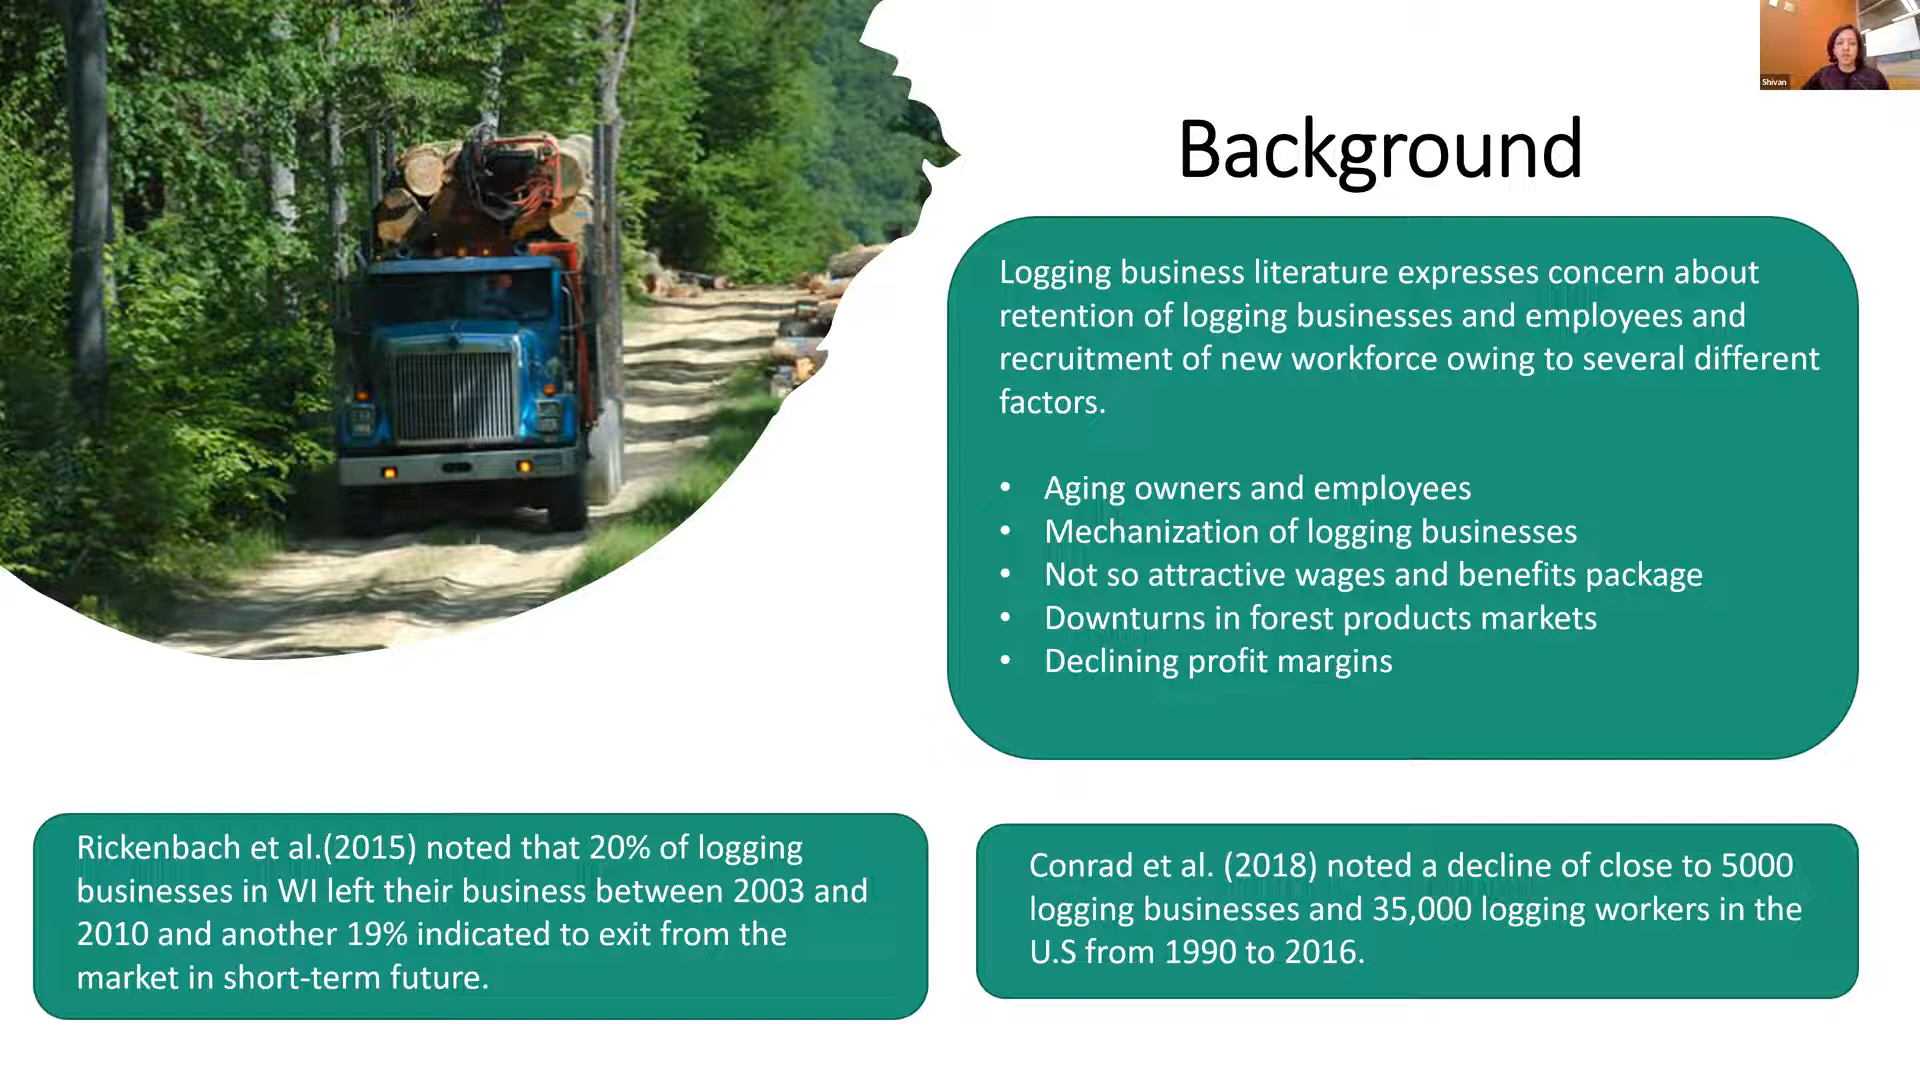 Shivan
Background
Logging business literature expresses concern about
retention of logging businesses and employees and
recruitment of new workforce owing to several different
factors.
• Aging owners and employees
• Mechanization of logging businesses
• Not so attractive wages and benefits package
• Downturns in forest products markets
• Declining profit margins
Rickenbach et al.(2015) noted that 20% of logging
businesses in WI left their business between 2003 and
2010 and another 19% indicated to exit from the
market in short-term future.
Conrad et al. (2018) noted a decline of close to 5000
logging businesses and 35,000 logging workers in the
U.S from 1990 to 2016.